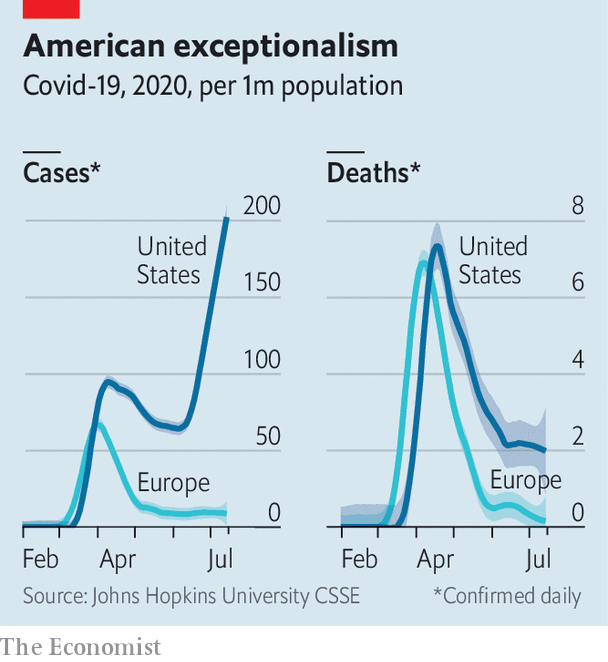 American exceptionalism
Covid-19, 2020, per 1m population
Cases*
200
United
States
150
100
50
Europe
0
Feb Apr Jul
Deaths*
8
United
States
6
4
2
Europe
0
Feb Apr Jul
Source: Johns Hopkins University CSSE
*Confirmed daily
The Economist